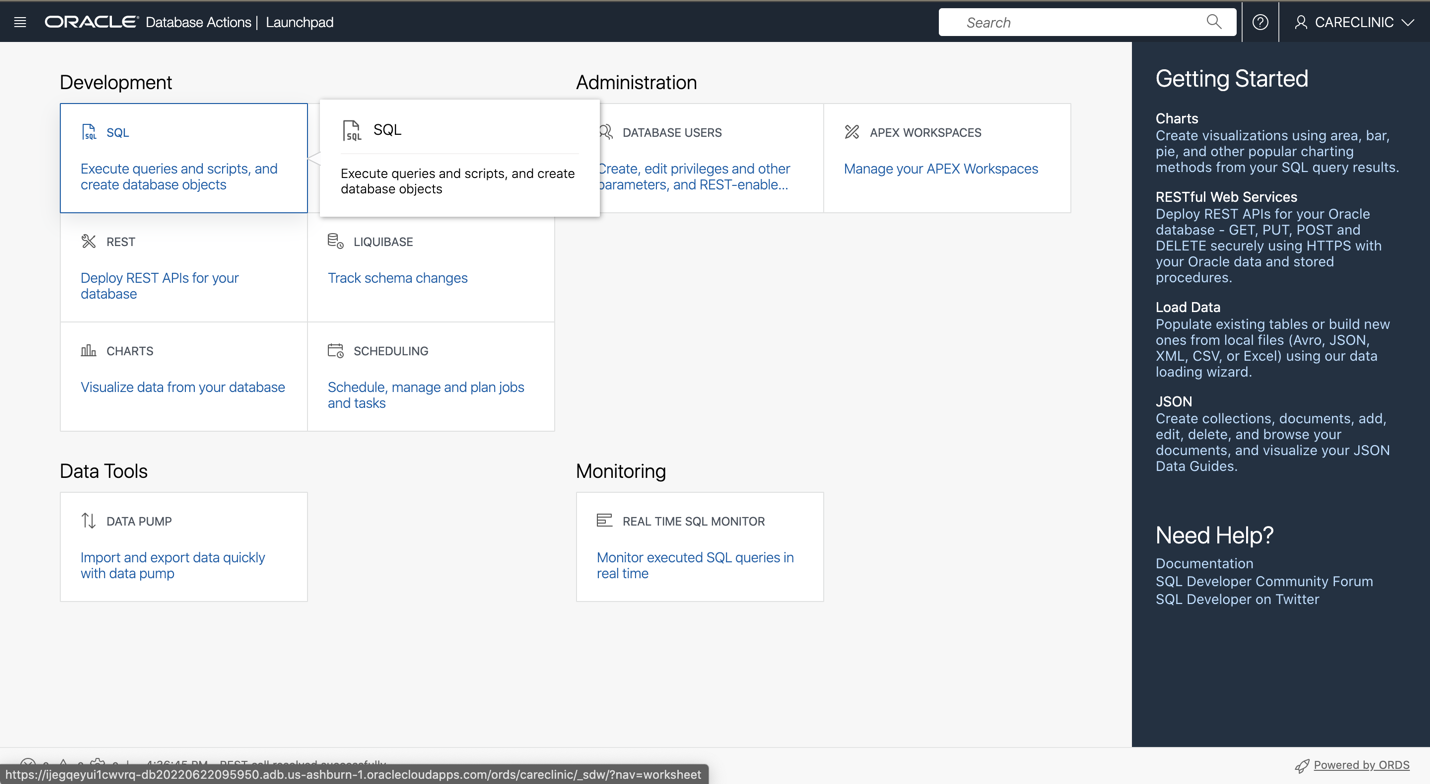 ORACLE Database Actions | Launchpad
Search
CARECLINIC
Development
SQL
Execute queries and scripts, and
create database objects
SQL
Execute queries and scripts, and create
database objects
REST
Deploy REST APIs for your
database
LIQUIBASE
Track schema changes
CHARTS
Visualize data from your database
SCHEDULING
Schedule, manage and plan jobs
and tasks
Administration
DATABASE USERS
Create, edit privileges and other
parameters, and REST-enable...
APEX WORKSPACES
Manage your APEX Workspaces
Data Tools
DATA PUMP
Import and export data quickly
with data pump
Monitoring
REAL TIME SQL MONITOR
Monitor executed SQL queries in
real time
Getting Started
Charts
Create visualizations using area, bar,
pie, and other popular charting
methods from your SQL query results.
RESTful Web Services
Deploy REST APIs for your Oracle
database - GET, PUT, POST and
DELETE securely using HTTPS with
your Oracle data and stored
procedures.
Load Data
Populate existing tables or build new
ones from local files (Avro, JSON,
XML, CSV, or Excel) using our data
loading wizard.
JSON
Create collections, documents, add,
edit, delete, and browse your
documents, and visualize your JSON
Data Guides.
Need Help?
Documentation
SQL Developer Community Forum
SQL Developer on Twitter
4:36:45 PM - REST call resolved successfully
https://ijegqeyui1cwvrq-db20220622095950.adb.us-ashburn-1.oraclecloudapps.com/ords/careclinic/_sdw/?nav=worksheet
Powered by ORDS